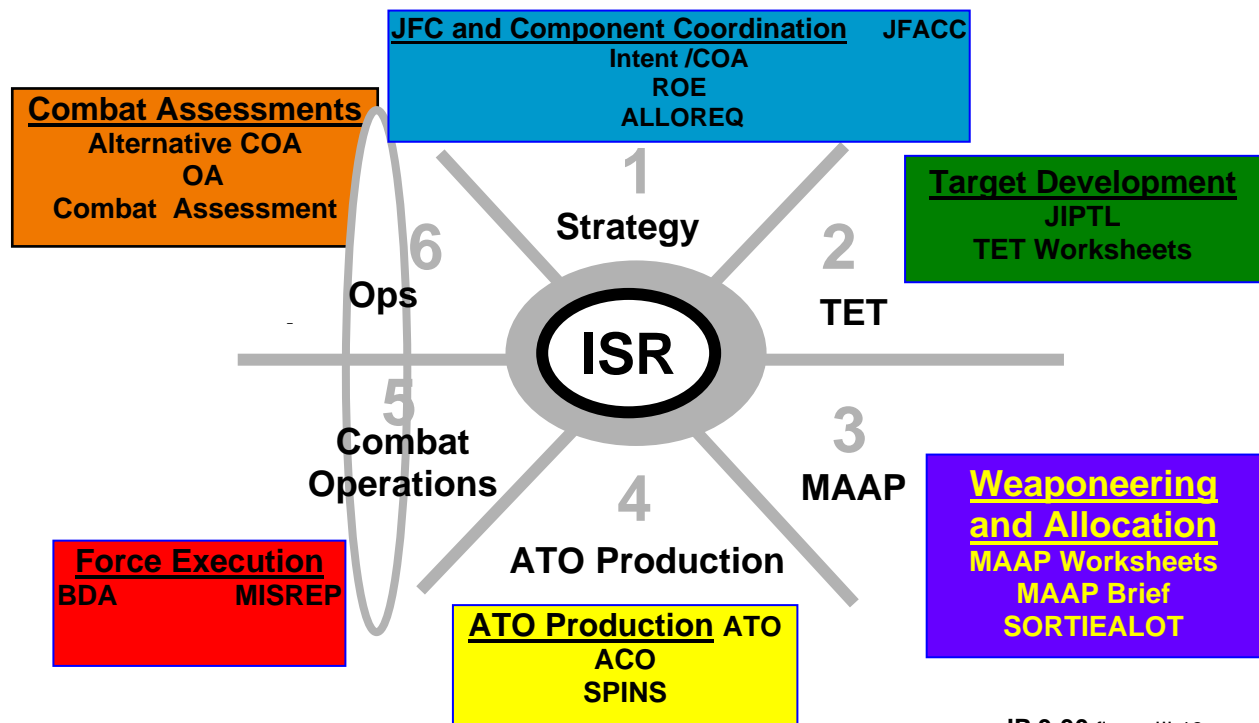 JFC and Component Coordination JFACC
Intent /COA
ROE
ALLOREQ
Combat Assessments
Alternative COA
OA
Combat Assessment
1
Strategy
Target Development
JIPTL
TET Worksheets
2
TET
6
Ops
ISR
5
Combat
Operations
3
MAAP
4
ATO Production
Weaponeering
and Allocation
MAAP Worksheets
MAAP Brief
SORTIEALOT
Force Execution
BDA MISREP
ATO Production ATO
ACO
SPINS